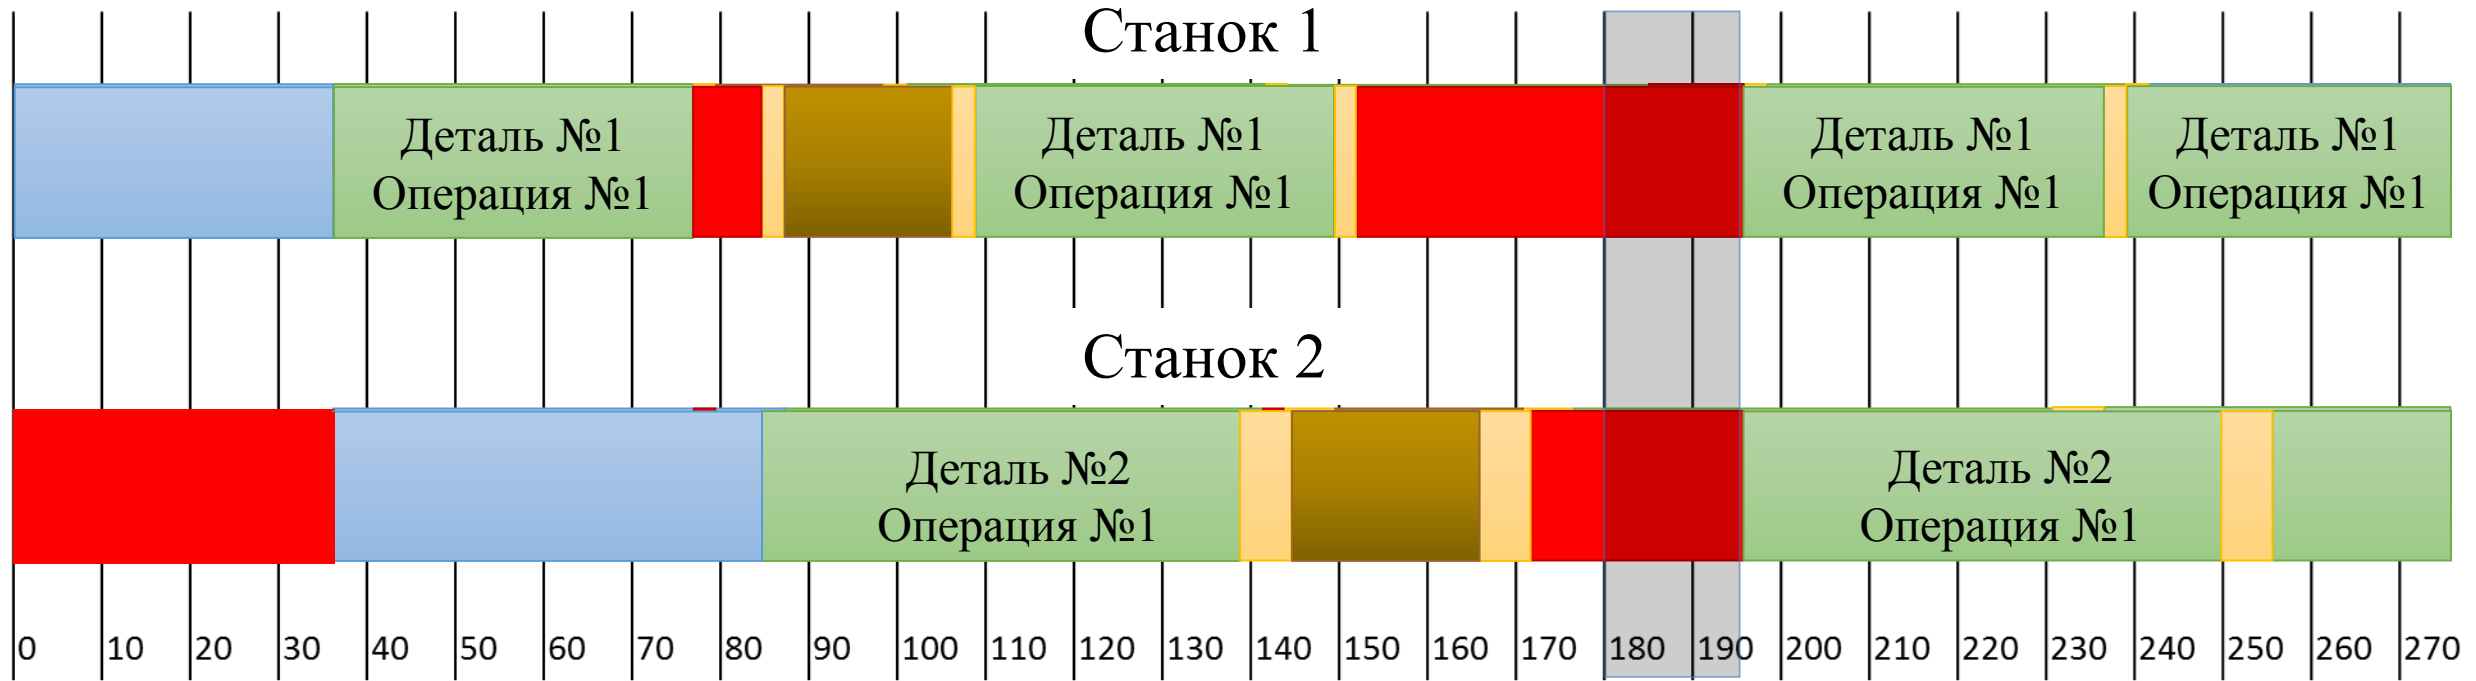 Станок 1
Деталь №1
Операция №1
Деталь №1
Операция №1
Деталь №1
Операция №1
Деталь №1
Операция №1
Станок 2
Деталь №2
Операция №1
Деталь №2
Операция №1
0 10 20 30 40 50 60 70 80 90 100 110 120 130 140 150 160 170 180 190 200 210 220 230 240 250 260 270